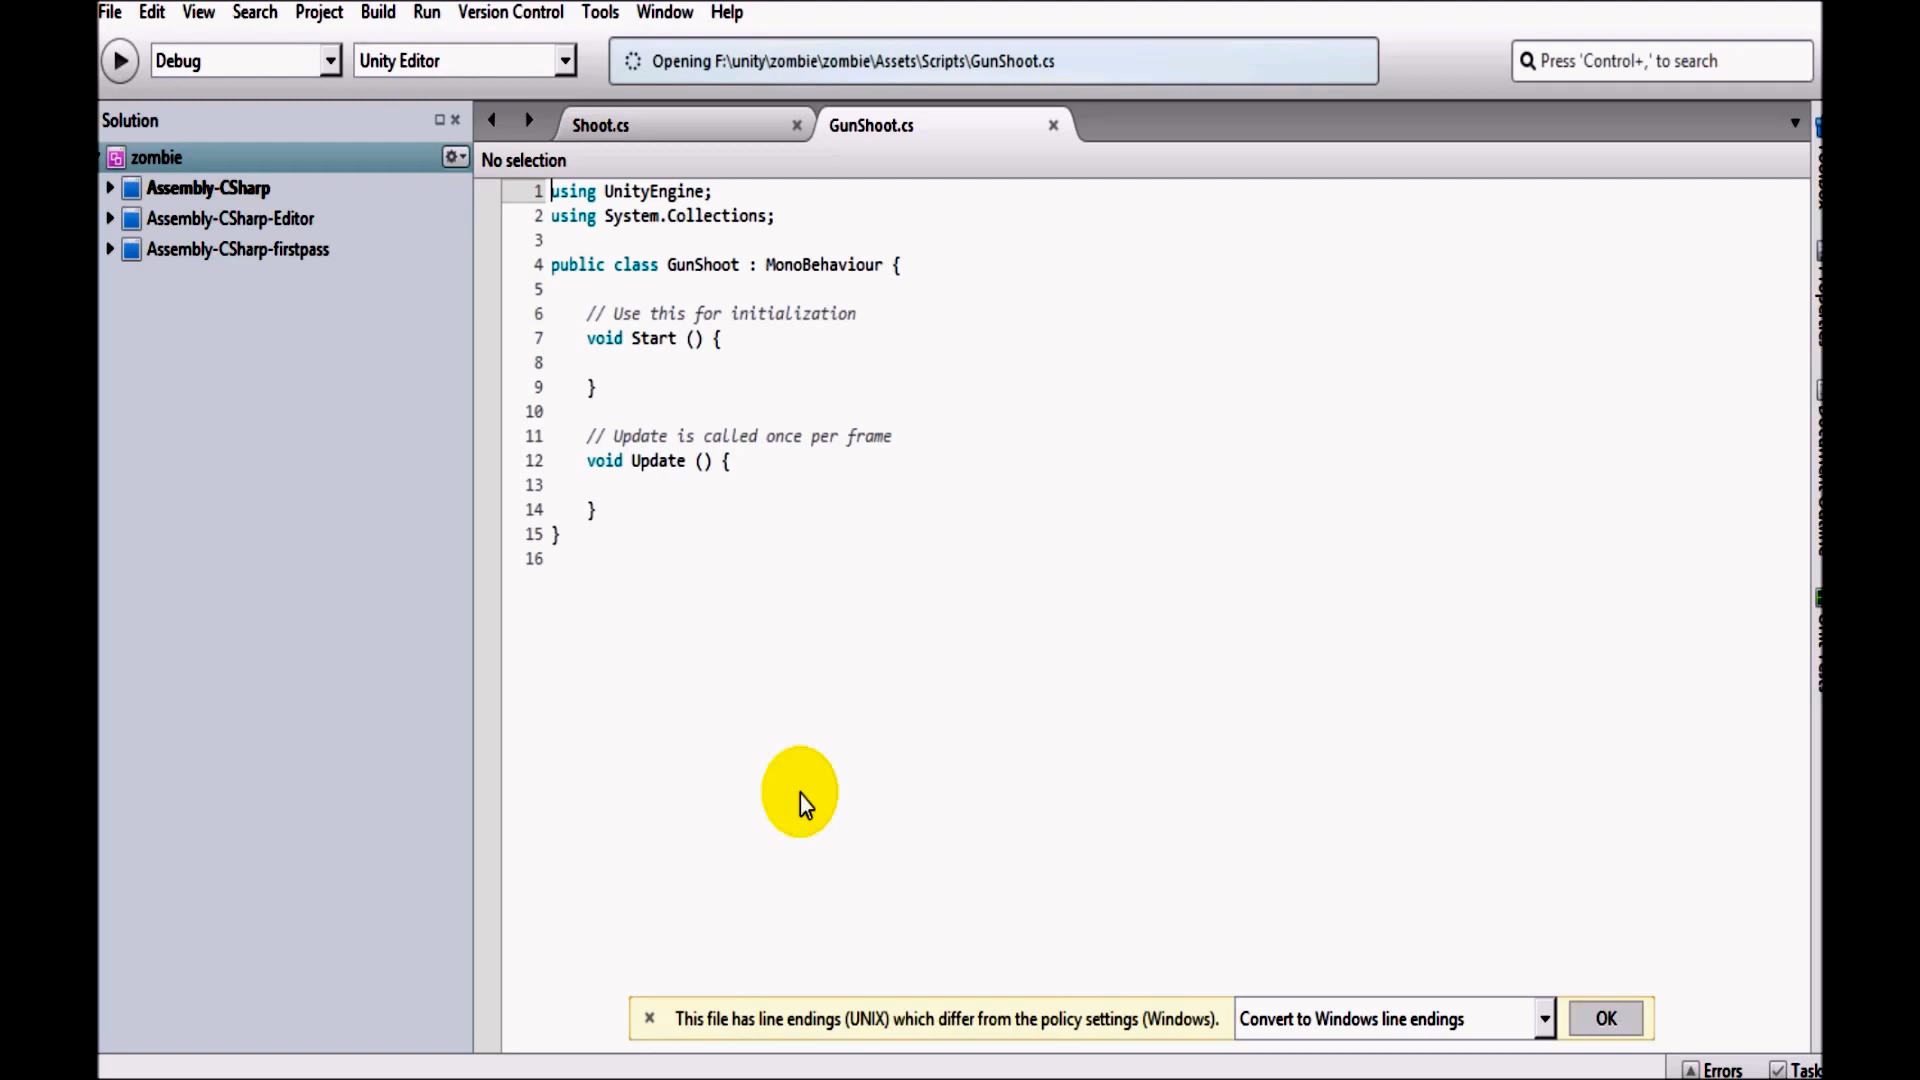 File Edit View Search Project Build Run Version Control Tools Window Help
Debug Unity Editor Opening F:\unity\zombie\zombie\Assets\Scripts\GunShoot.cs Press 'Control+,' to search
Solution
Shoot.cs GunShoot.cs
zombie
No selection
Assembly-CSharp
Assembly-CSharp-Editor
Assembly-CSharp-firstpass
1 using UnityEngine;
2 using System.Collections;
3
4 public class GunShoot : MonoBehaviour {
5
6 // Use this for initialization
7 void Start () {
8
9 }
10
11 // Update is called once per frame
12 void Update () {
13
14 }
15 }
16
This file has line endings (UNIX) which differ from the policy settings (Windows). Convert to Windows line endings OK
Errors